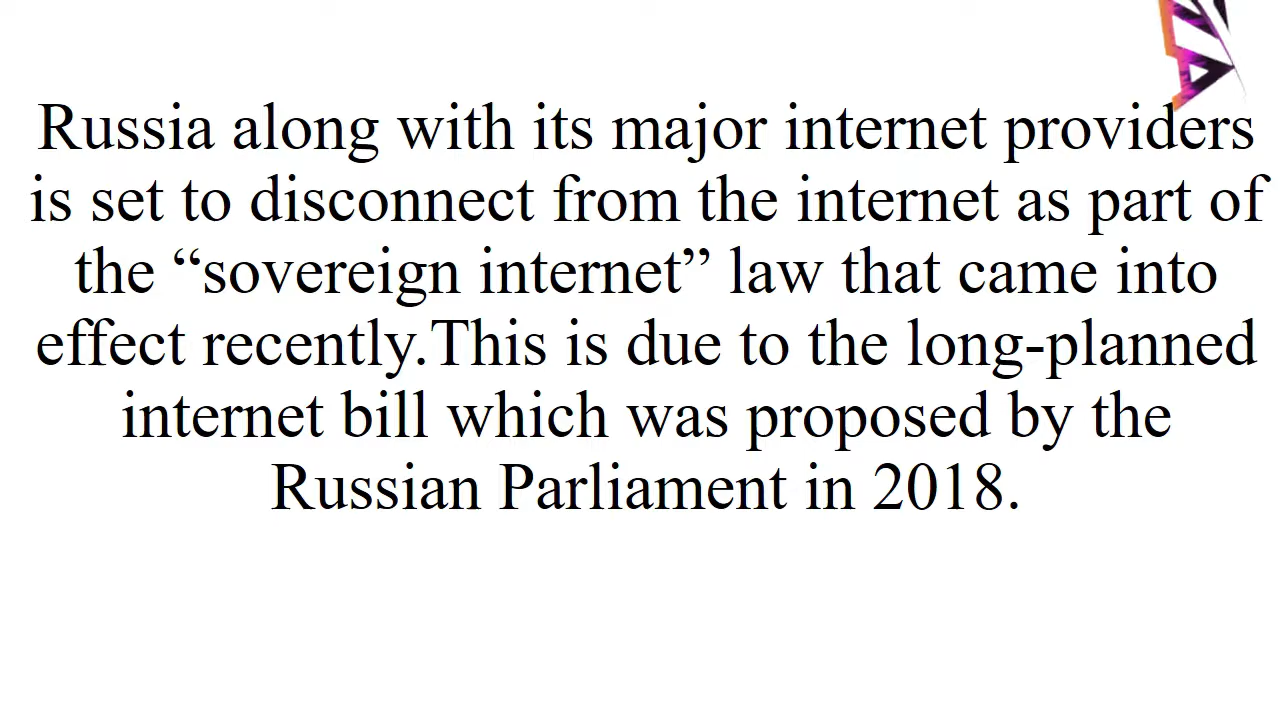 Russia along with its major internet providers
is set to disconnect from the internet as part of
the “sovereign internet” law that came into
effect recently.This is due to the long-planned
internet bill which was proposed by the
Russian Parliament in 2018.